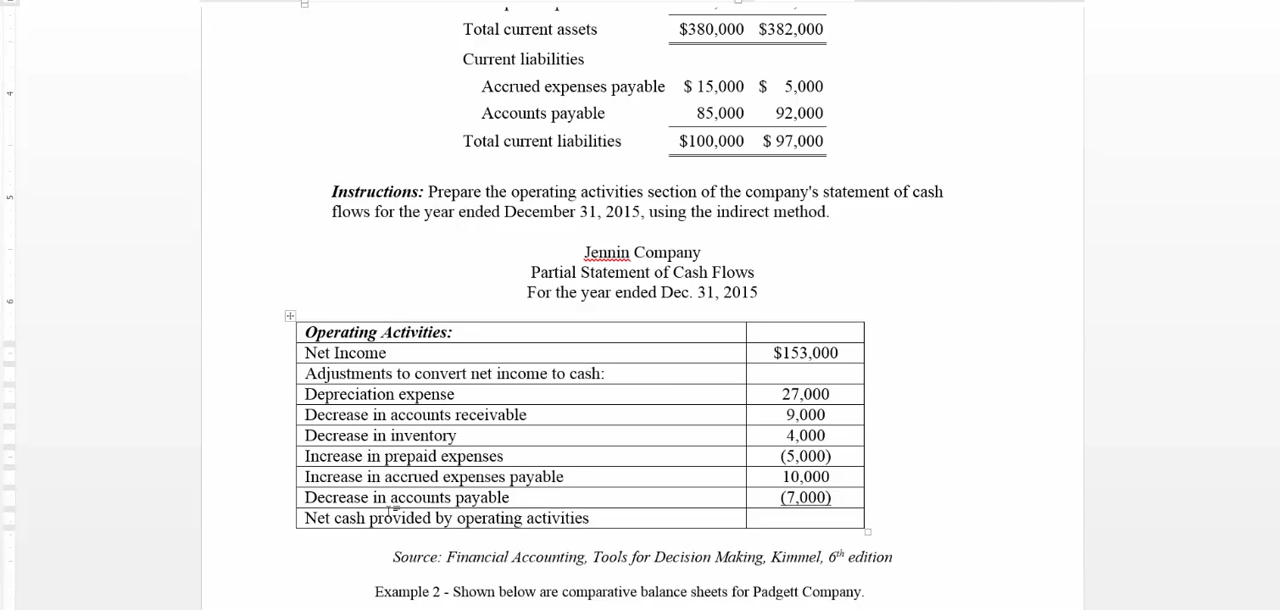 Total current assets $380,000 $382,000
Current liabilities
Accrued expenses payable $ 15,000 $ 5,000
Accounts payable 85,000 92,000
Total current liabilities $100,000 $ 97,000
Instructions: Prepare the operating activities section of the company's statement of cash
flows for the year ended December 31, 2015, using the indirect method.
Jennin Company
Partial Statement of Cash Flows
For the year ended Dec. 31, 2015
Operating Activities:
Net Income $153,000
Adjustments to convert net income to cash:
Depreciation expense 27,000
Decrease in accounts receivable 9,000
Decrease in inventory 4,000
Increase in prepaid expenses (5,000)
Increase in accrued expenses payable 10,000
Decrease in accounts payable (7,000)
Net cash provided by operating activities
Source: Financial Accounting, Tools for Decision Making, Kimmel, 6th edition
Example 2 - Shown below are comparative balance sheets for Padgett Company.
4
5
6